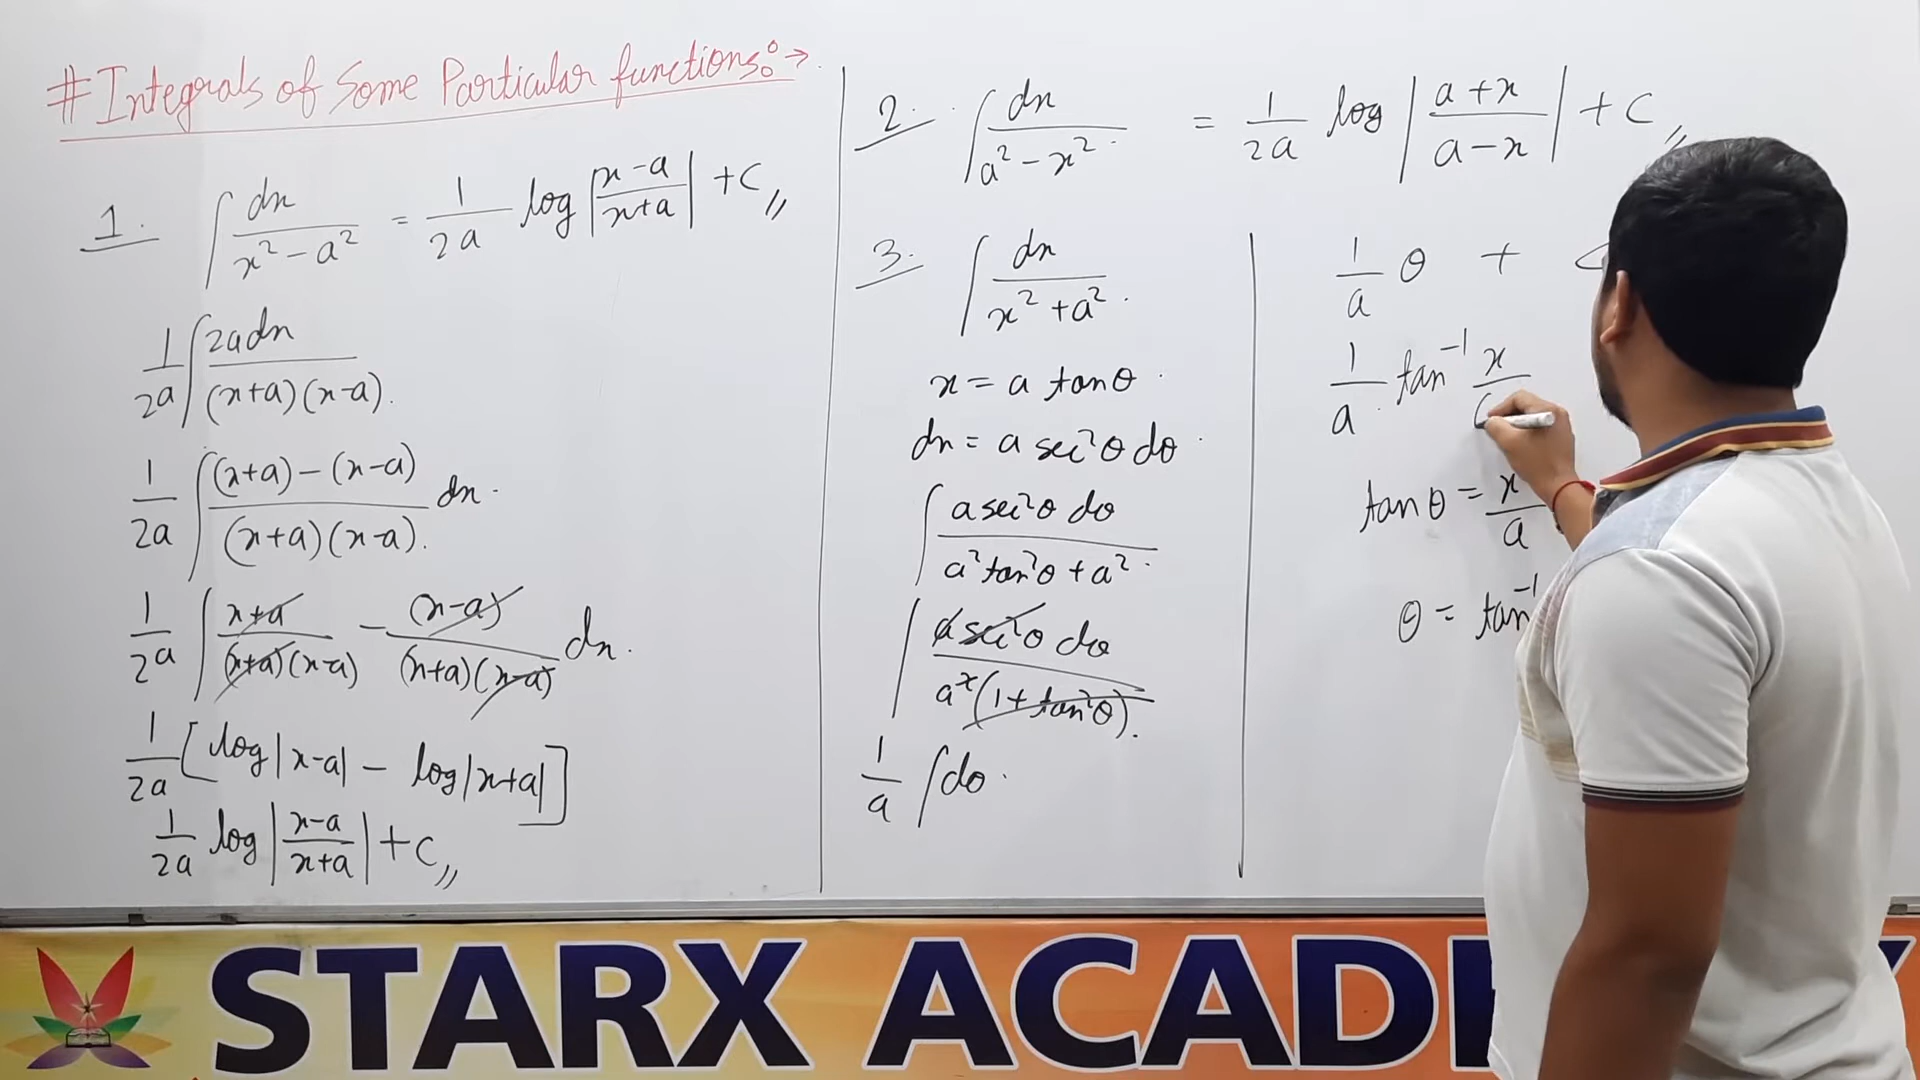 # Integrals of Some Particular functions:→
1. ∫ dx/(x² - a²) = 1/2a log |(x-a)/(x+a)| + C,,
1/2a ∫ 2adx/((x+a)(x-a)).
1/2a ∫ ((x+a) - (x-a))/((x+a)(x-a)). dx.
1/2a ∫ (x+a)/((x+a)(x-a)) - (x-a)/((x+a)(x-a)) dx.
1/2a [log|x-a| - log|x+a|]
1/2a log |(x-a)/(x+a)| + C,,
2. ∫ dx/(a² - x²). = 1/2a log |(a+x)/(a-x)| + C,,
3. ∫ dx/(x² + a²).
x = a tanθ.
dx = a sec²θ dθ.
∫ a sec²θ dθ/(a² tan²θ + a²).
∫ a sec²θ dθ/(a²(1 + tan²θ)).
1/a ∫ dθ.
1/a θ + C
1/a. tan⁻¹ x/
tanθ = x/a
θ = tan⁻¹
STARX ACAD